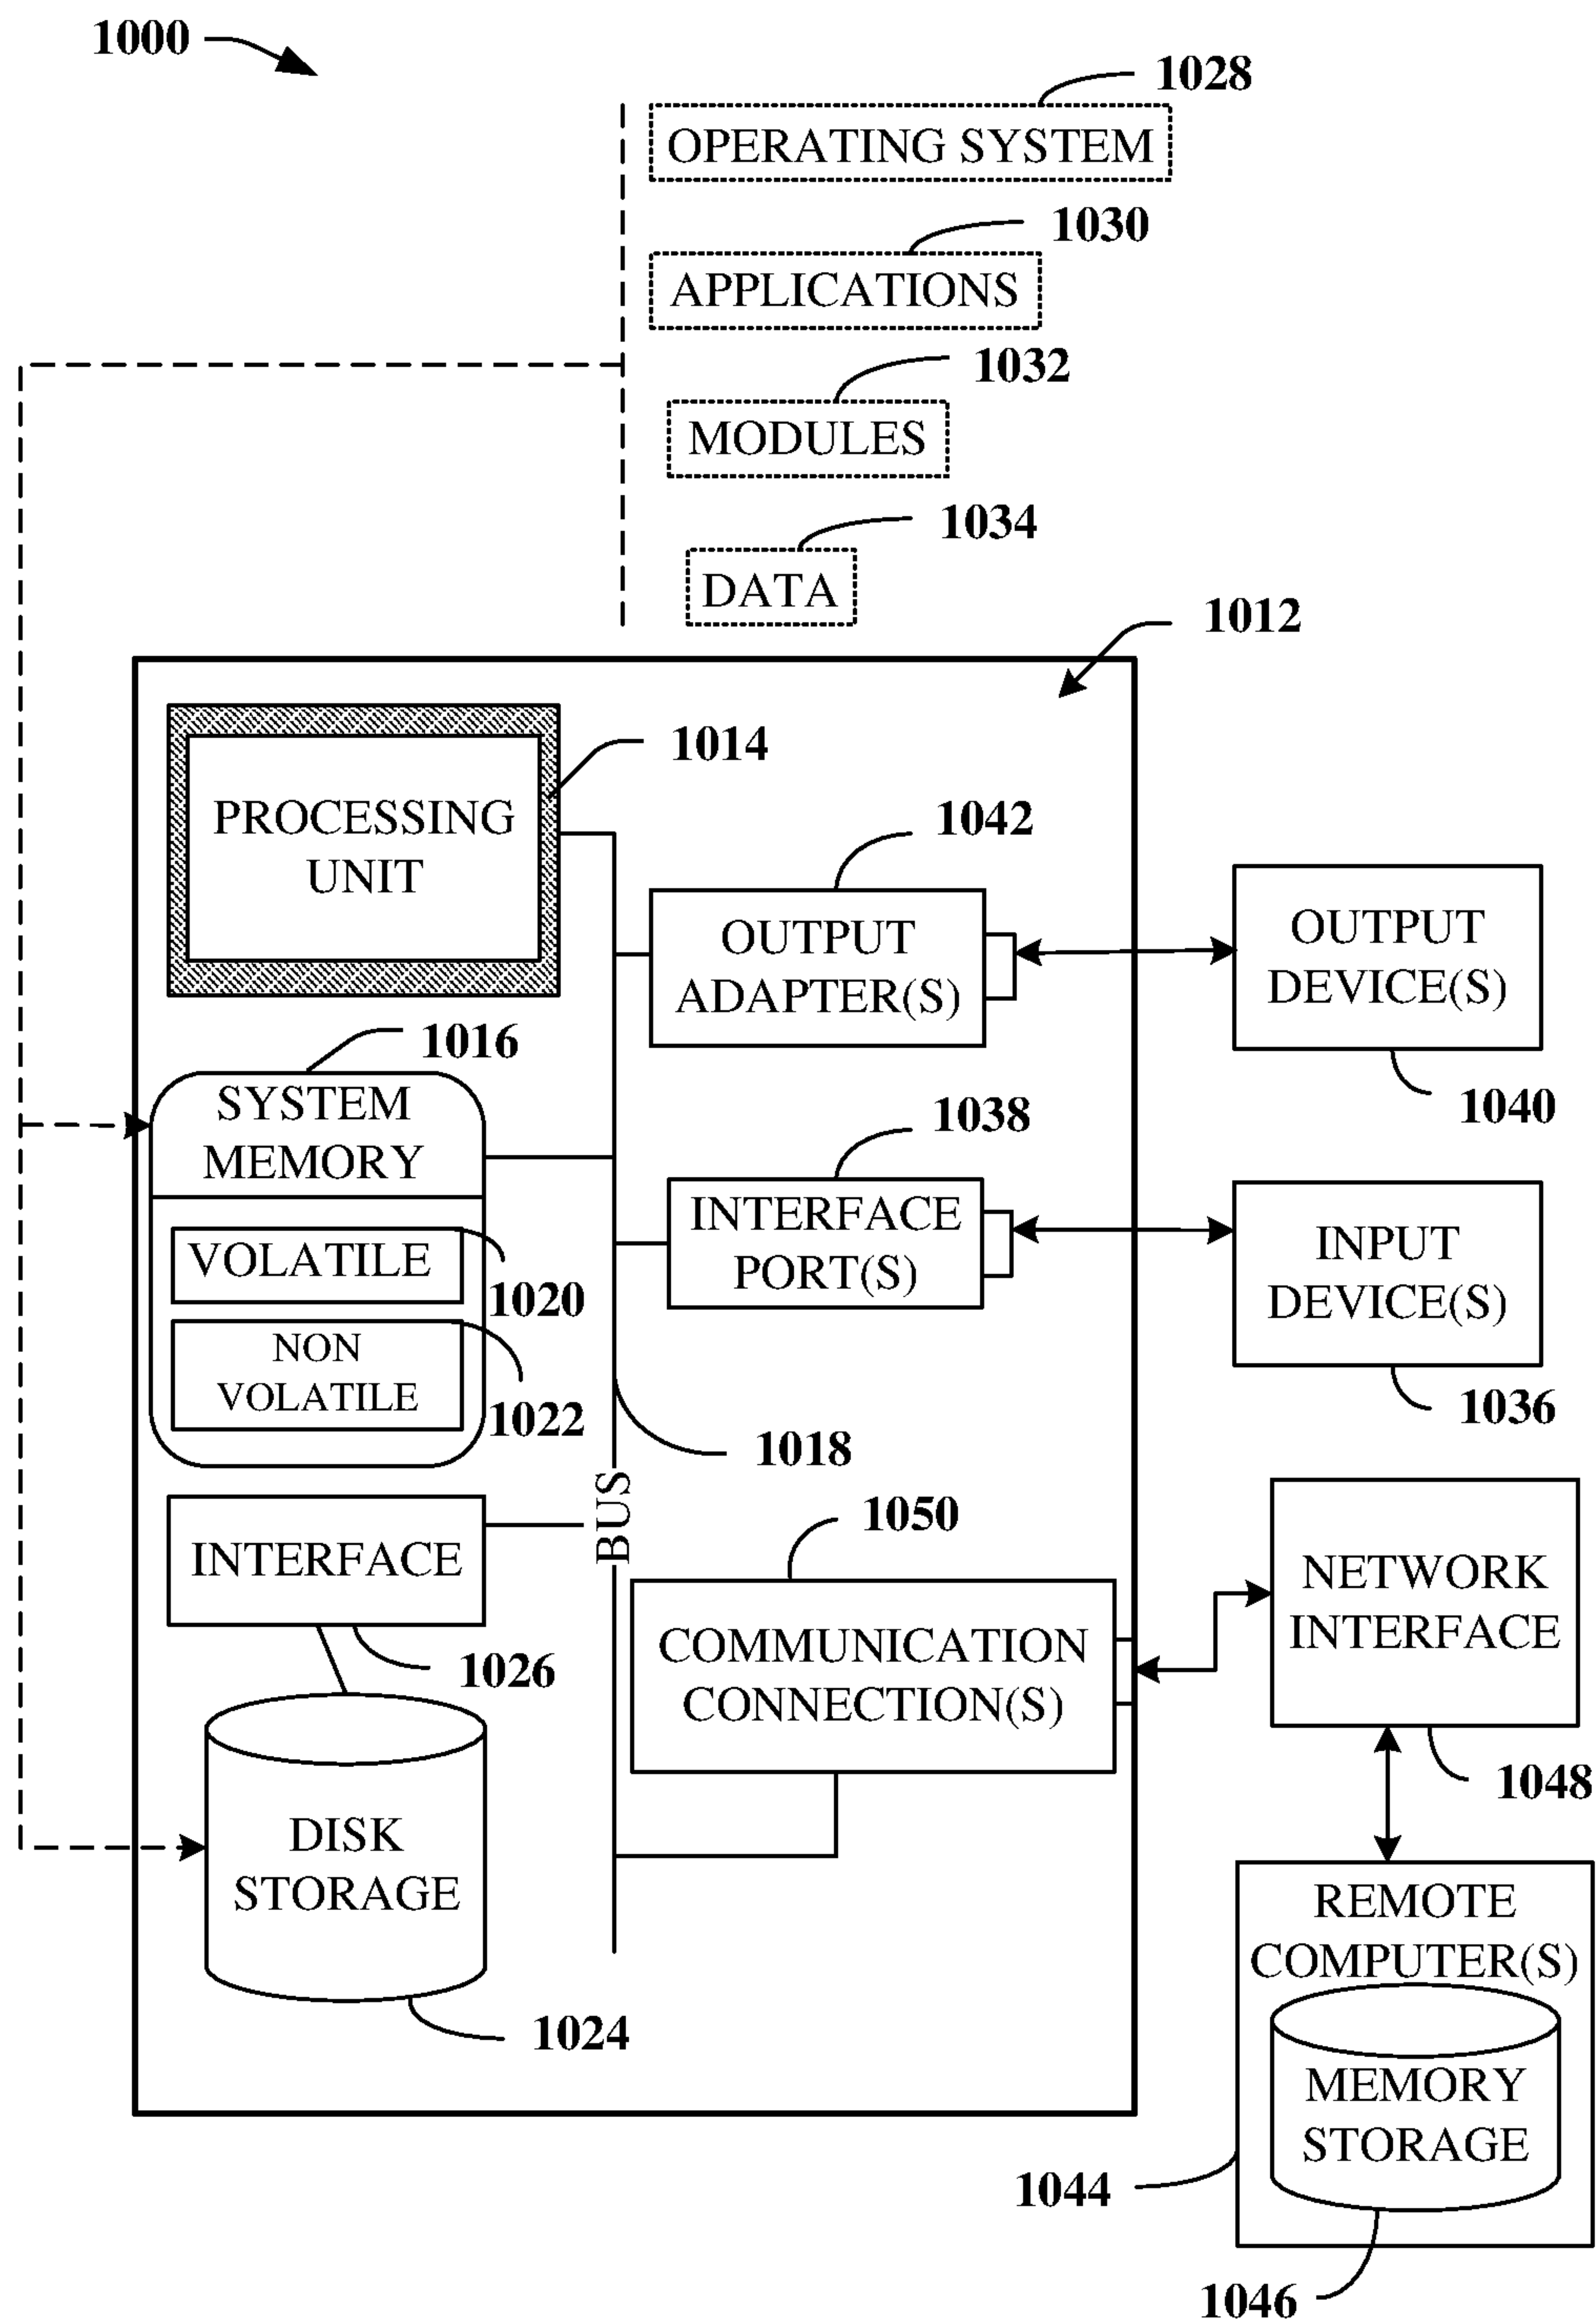 1000
1028
OPERATING SYSTEM
1030
APPLICATIONS
1032
MODULES
1034
DATA
1012
1014
PROCESSING
UNIT
1042
OUTPUT
ADAPTER(S)
OUTPUT
DEVICE(S)
1040
1016
SYSTEM
MEMORY
1038
INTERFACE
PORT(S)
INPUT
DEVICE(S)
1036
VOLATILE
1020
NON
VOLATILE
1022
1018
BUS
INTERFACE
1026
1050
COMMUNICATION
CONNECTION(S)
NETWORK
INTERFACE
1048
DISK
STORAGE
1024
REMOTE
COMPUTER(S)
MEMORY
STORAGE
1044
1046